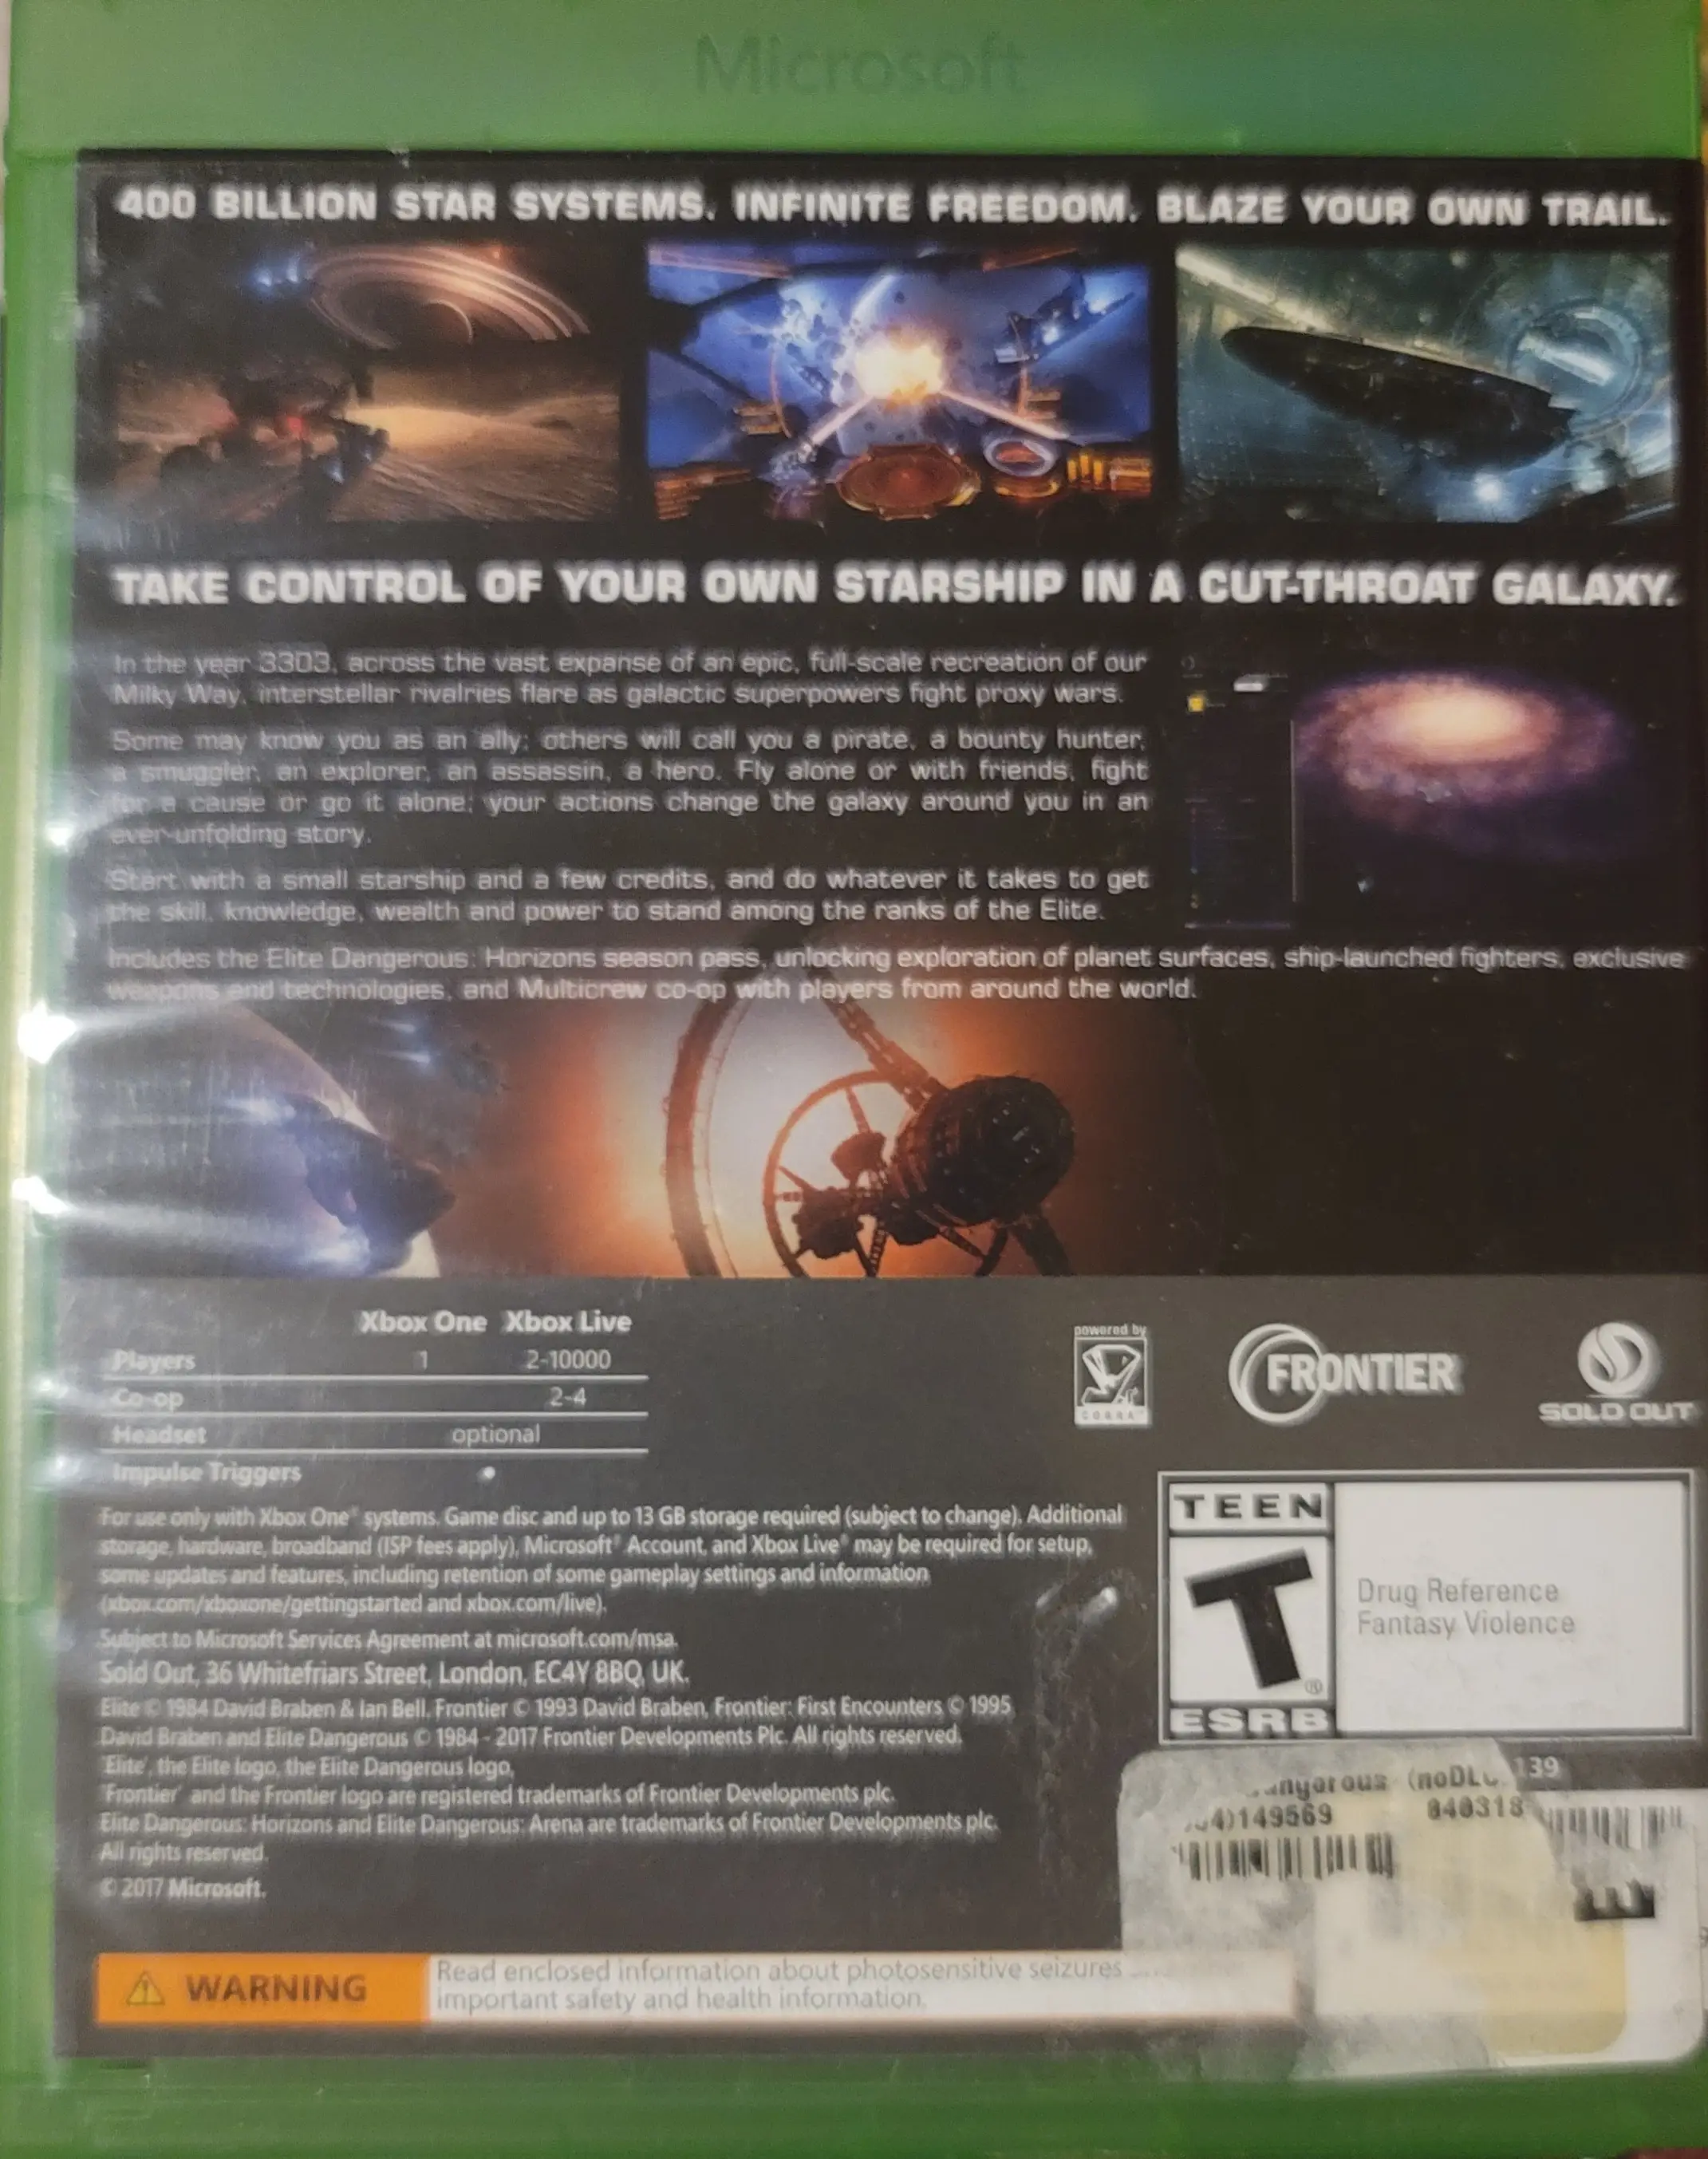 Microsoft
400 BILLION STAR SYSTEMS. INFINITE FREEDOM. BLAZE YOUR OWN TRAIL.
TAKE CONTROL OF YOUR OWN STARSHIP IN A CUT-THROAT GALAXY.
In the year 3303, across the vast expanse of an epic, full-scale recreation of our
Milky Way, interstellar rivalries flare as galactic superpowers fight proxy wars.
Some may know you as an ally; others will call you a pirate, a bounty hunter,
a smuggler, an explorer, an assassin, a hero. Fly alone or with friends, fight
for a cause or go it alone; your actions change the galaxy around you in an
ever-unfolding story.
Start with a small starship and a few credits, and do whatever it takes to get
the skill, knowledge, wealth and power to stand among the ranks of the Elite.
Includes the Elite Dangerous: Horizons season pass, unlocking exploration of planet surfaces, ship-launched fighters, exclusive
weapons and technologies, and Multicrew co-op with players from around the world.
Xbox One Xbox Live
Players 1 2-10000
Co-op 2-4
Headset optional
Impulse Triggers •
powered by
COBRA
FRONTIER
SOLD OUT
For use only with Xbox One® systems. Game disc and up to 13 GB storage required (subject to change). Additional
storage, hardware, broadband (ISP fees apply), Microsoft® Account, and Xbox Live® may be required for setup,
some updates and features, including retention of some gameplay settings and information
(xbox.com/xboxone/gettingstarted and xbox.com/live).
Subject to Microsoft Services Agreement at microsoft.com/msa.
Sold Out, 36 Whitefriars Street, London, EC4Y 8BQ, UK.
Elite © 1984 David Braben & Ian Bell. Frontier © 1993 David Braben, Frontier: First Encounters © 1995
David Braben and Elite Dangerous © 1984 - 2017 Frontier Developments Plc. All rights reserved.
'Elite', the Elite logo, the Elite Dangerous logo,
'Frontier' and the Frontier logo are registered trademarks of Frontier Developments plc.
Elite Dangerous: Horizons and Elite Dangerous: Arena are trademarks of Frontier Developments plc.
All rights reserved.
© 2017 Microsoft.
TEEN
T®
ESRB
Drug Reference
Fantasy Violence
139
ngerous (noDL
4)149569 040318
WARNING
Read enclosed information about photosensitive seizures
important safety and health information.